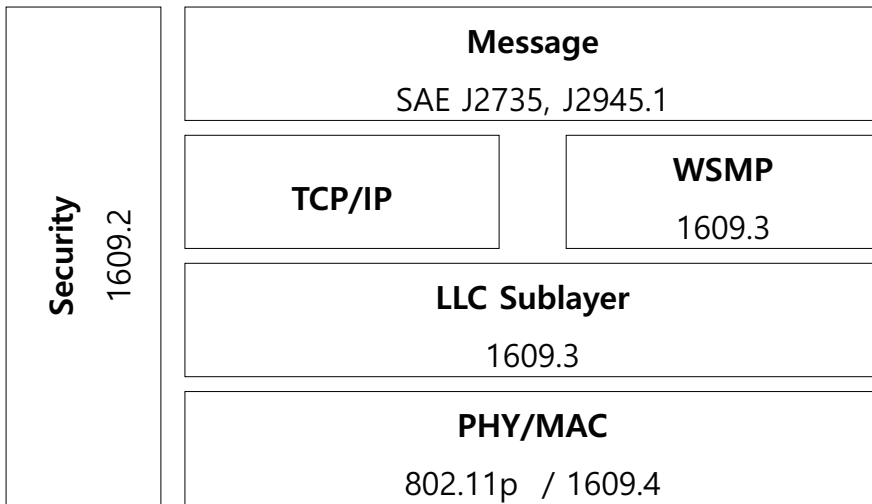 Security
1609.2
Message
SAE J2735, J2945.1
TCP/IP
WSMP
1609.3
LLC Sublayer
1609.3
PHY/MAC
802.11p / 1609.4